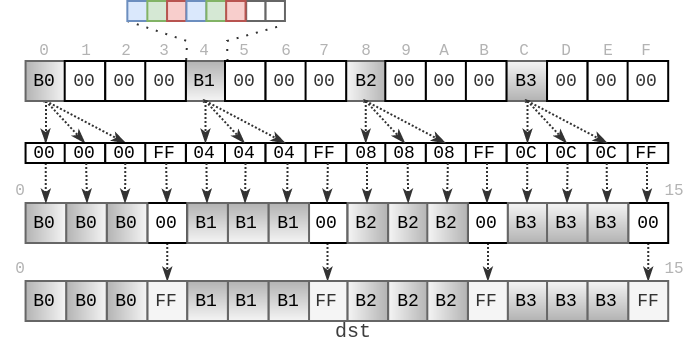 0 1 2 3 4 5 6 7 8 9 A B C D E F
B0 00 00 00 B1 00 00 00 B2 00 00 00 B3 00 00 00
00 00 00 FF 04 04 04 FF 08 08 08 FF 0C 0C 0C FF
0 15
B0 B0 B0 00 B1 B1 B1 00 B2 B2 B2 00 B3 B3 B3 00
0 15
B0 B0 B0 FF B1 B1 B1 FF B2 B2 B2 FF B3 B3 B3 FF
dst